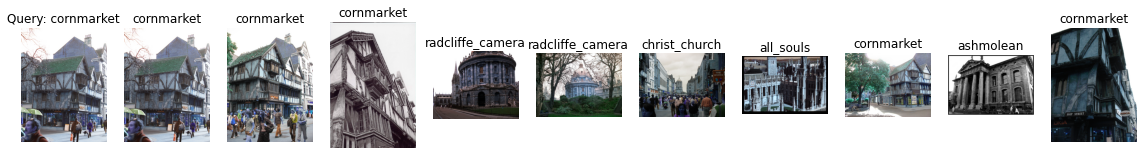 Query: cornmarket
cornmarket
cornmarket
cornmarket
radcliffe_camera
radcliffe_camera
christ_church
all_souls
cornmarket
ashmolean
cornmarket